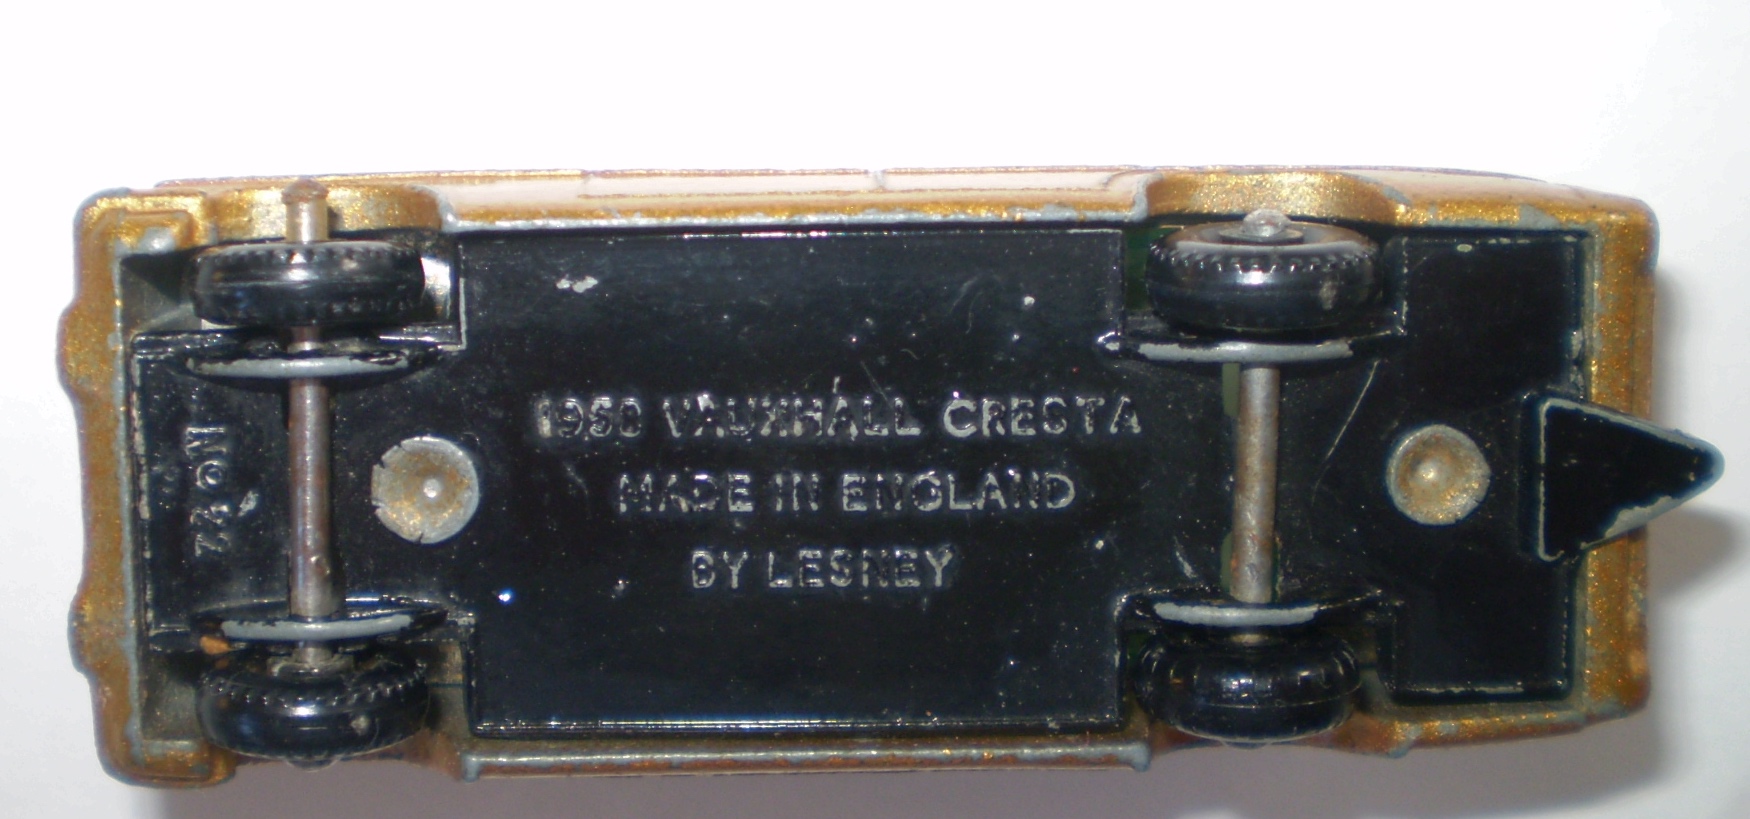 1958 VAUXHALL CRESTA
MADE IN ENGLAND
BY LESNEY
No 22